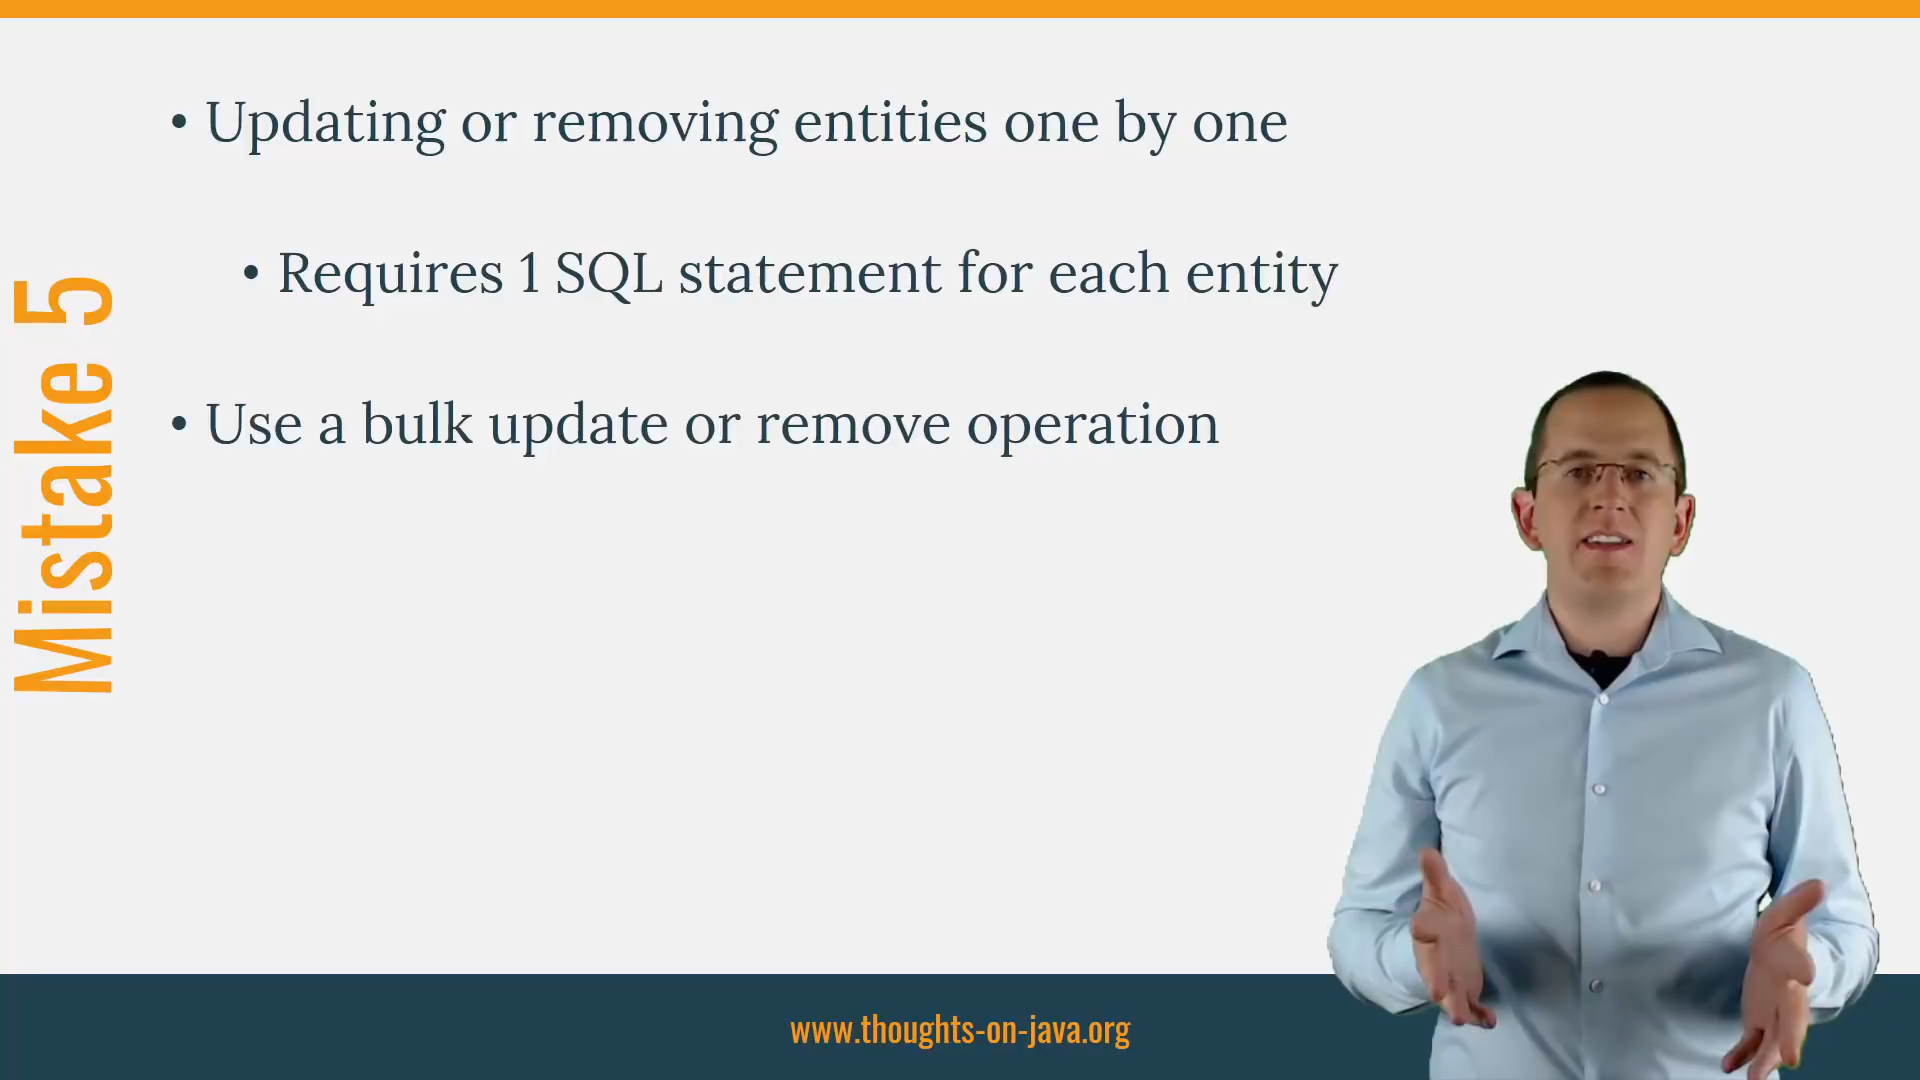 Mistake 5
• Updating or removing entities one by one
• Requires 1 SQL statement for each entity
• Use a bulk update or remove operation
www.thoughts-on-java.org